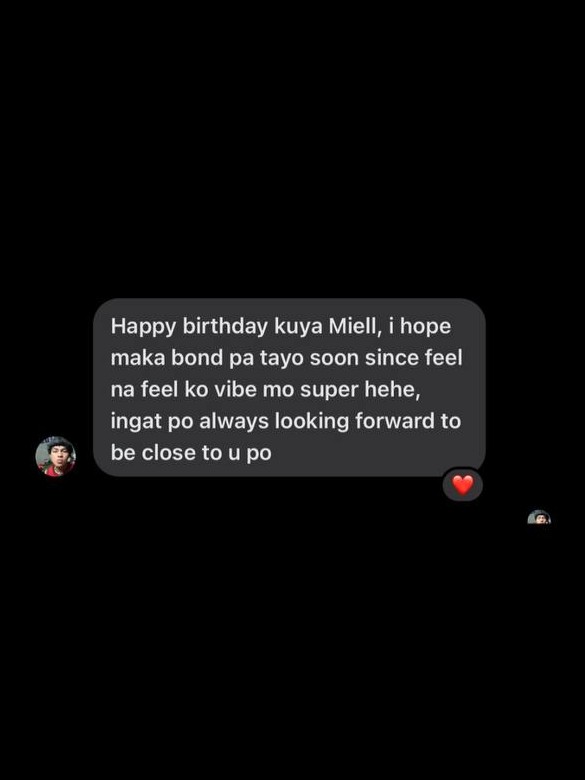 Happy birthday kuya Miell, i hope
maka bond pa tayo soon since feel
na feel ko vibe mo super hehe,
ingat po always looking forward to
be close to u po